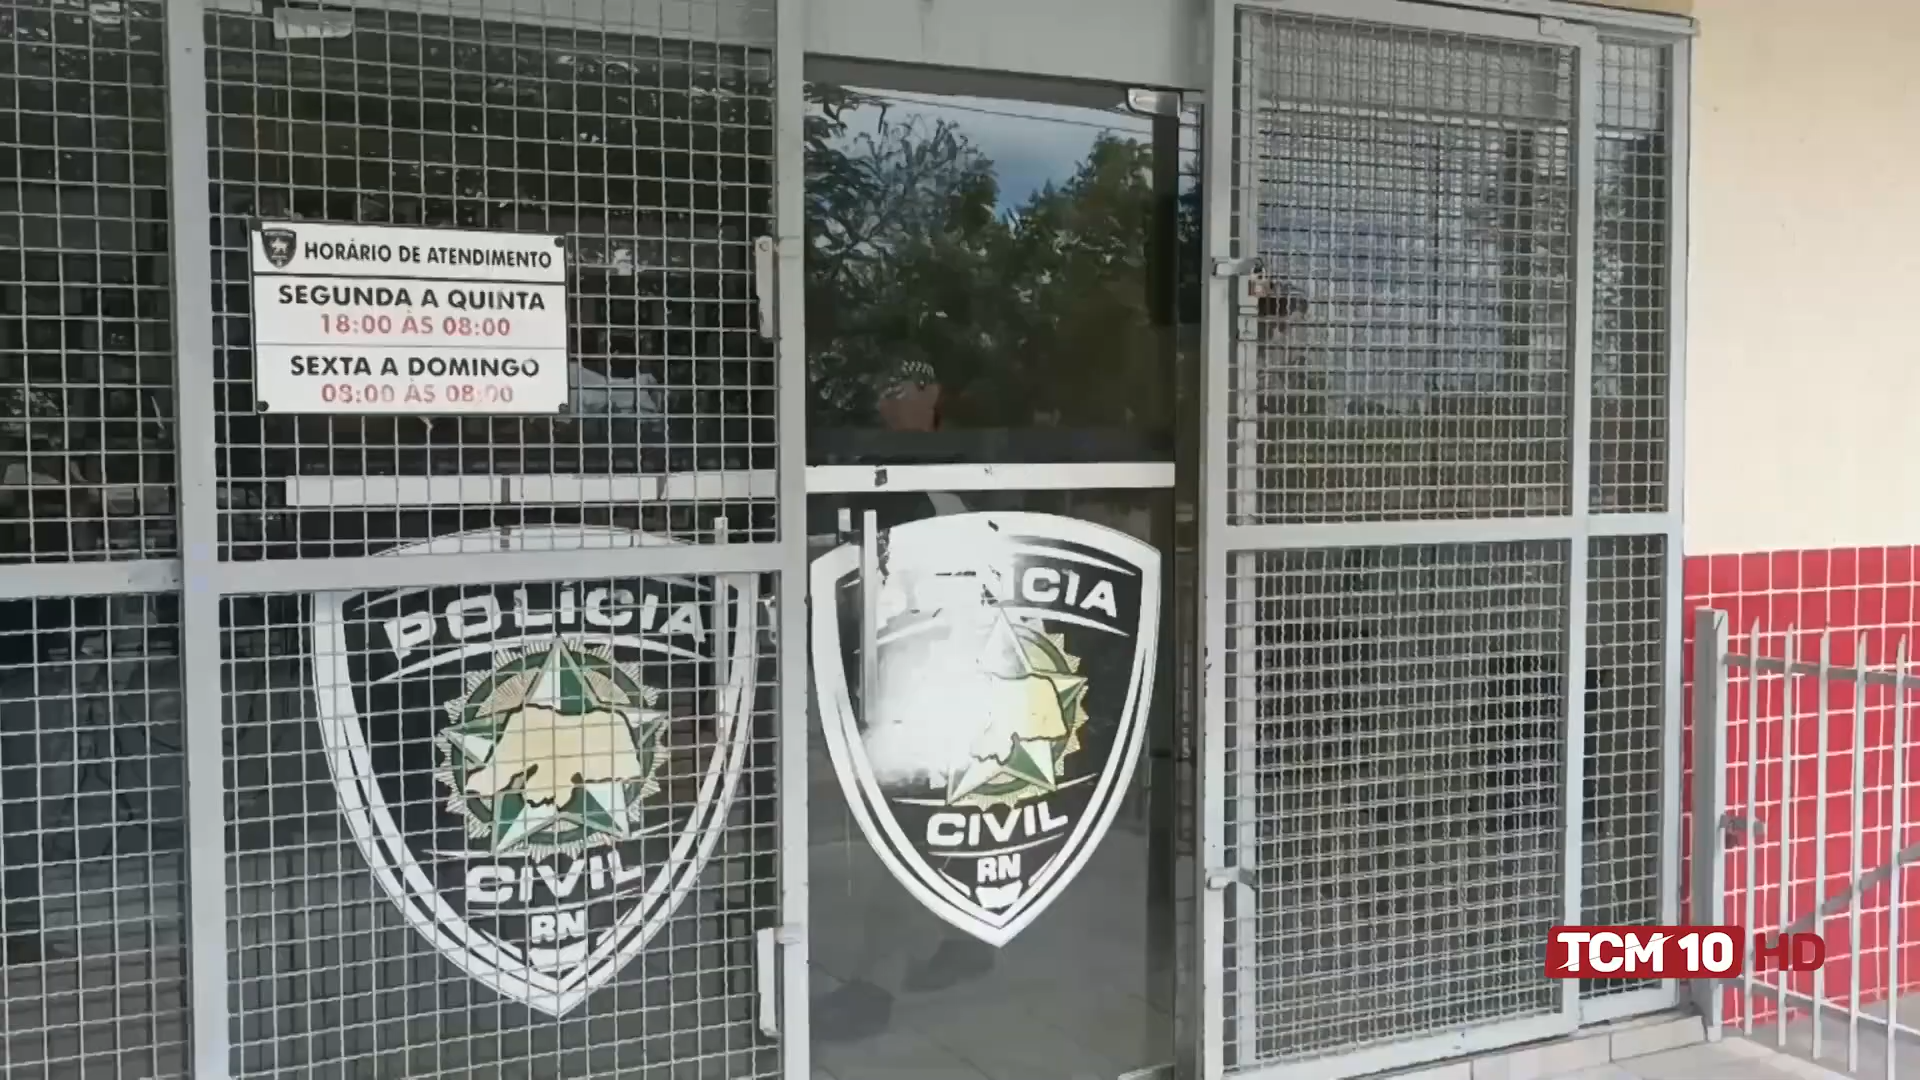 HORÁRIO DE ATENDIMENTO
SEGUNDA A QUINTA
18:00 ÀS 08:00
SEXTA A DOMINGO
08:00 ÀS 08:00
POLÍCIA
CIVIL
RN
CIVIL
RN
TCM 10 HD